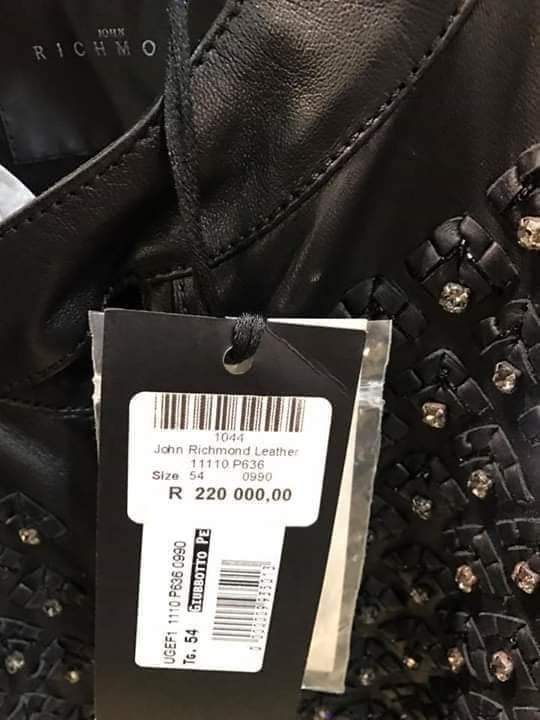 JOHN
RICHMO
1044
John Richmond Leather
11110 P636
Size 54 0990
R 220 000,00
UGEF1 1110 P636 0990
TG. 54 GIUBBOTTO PE